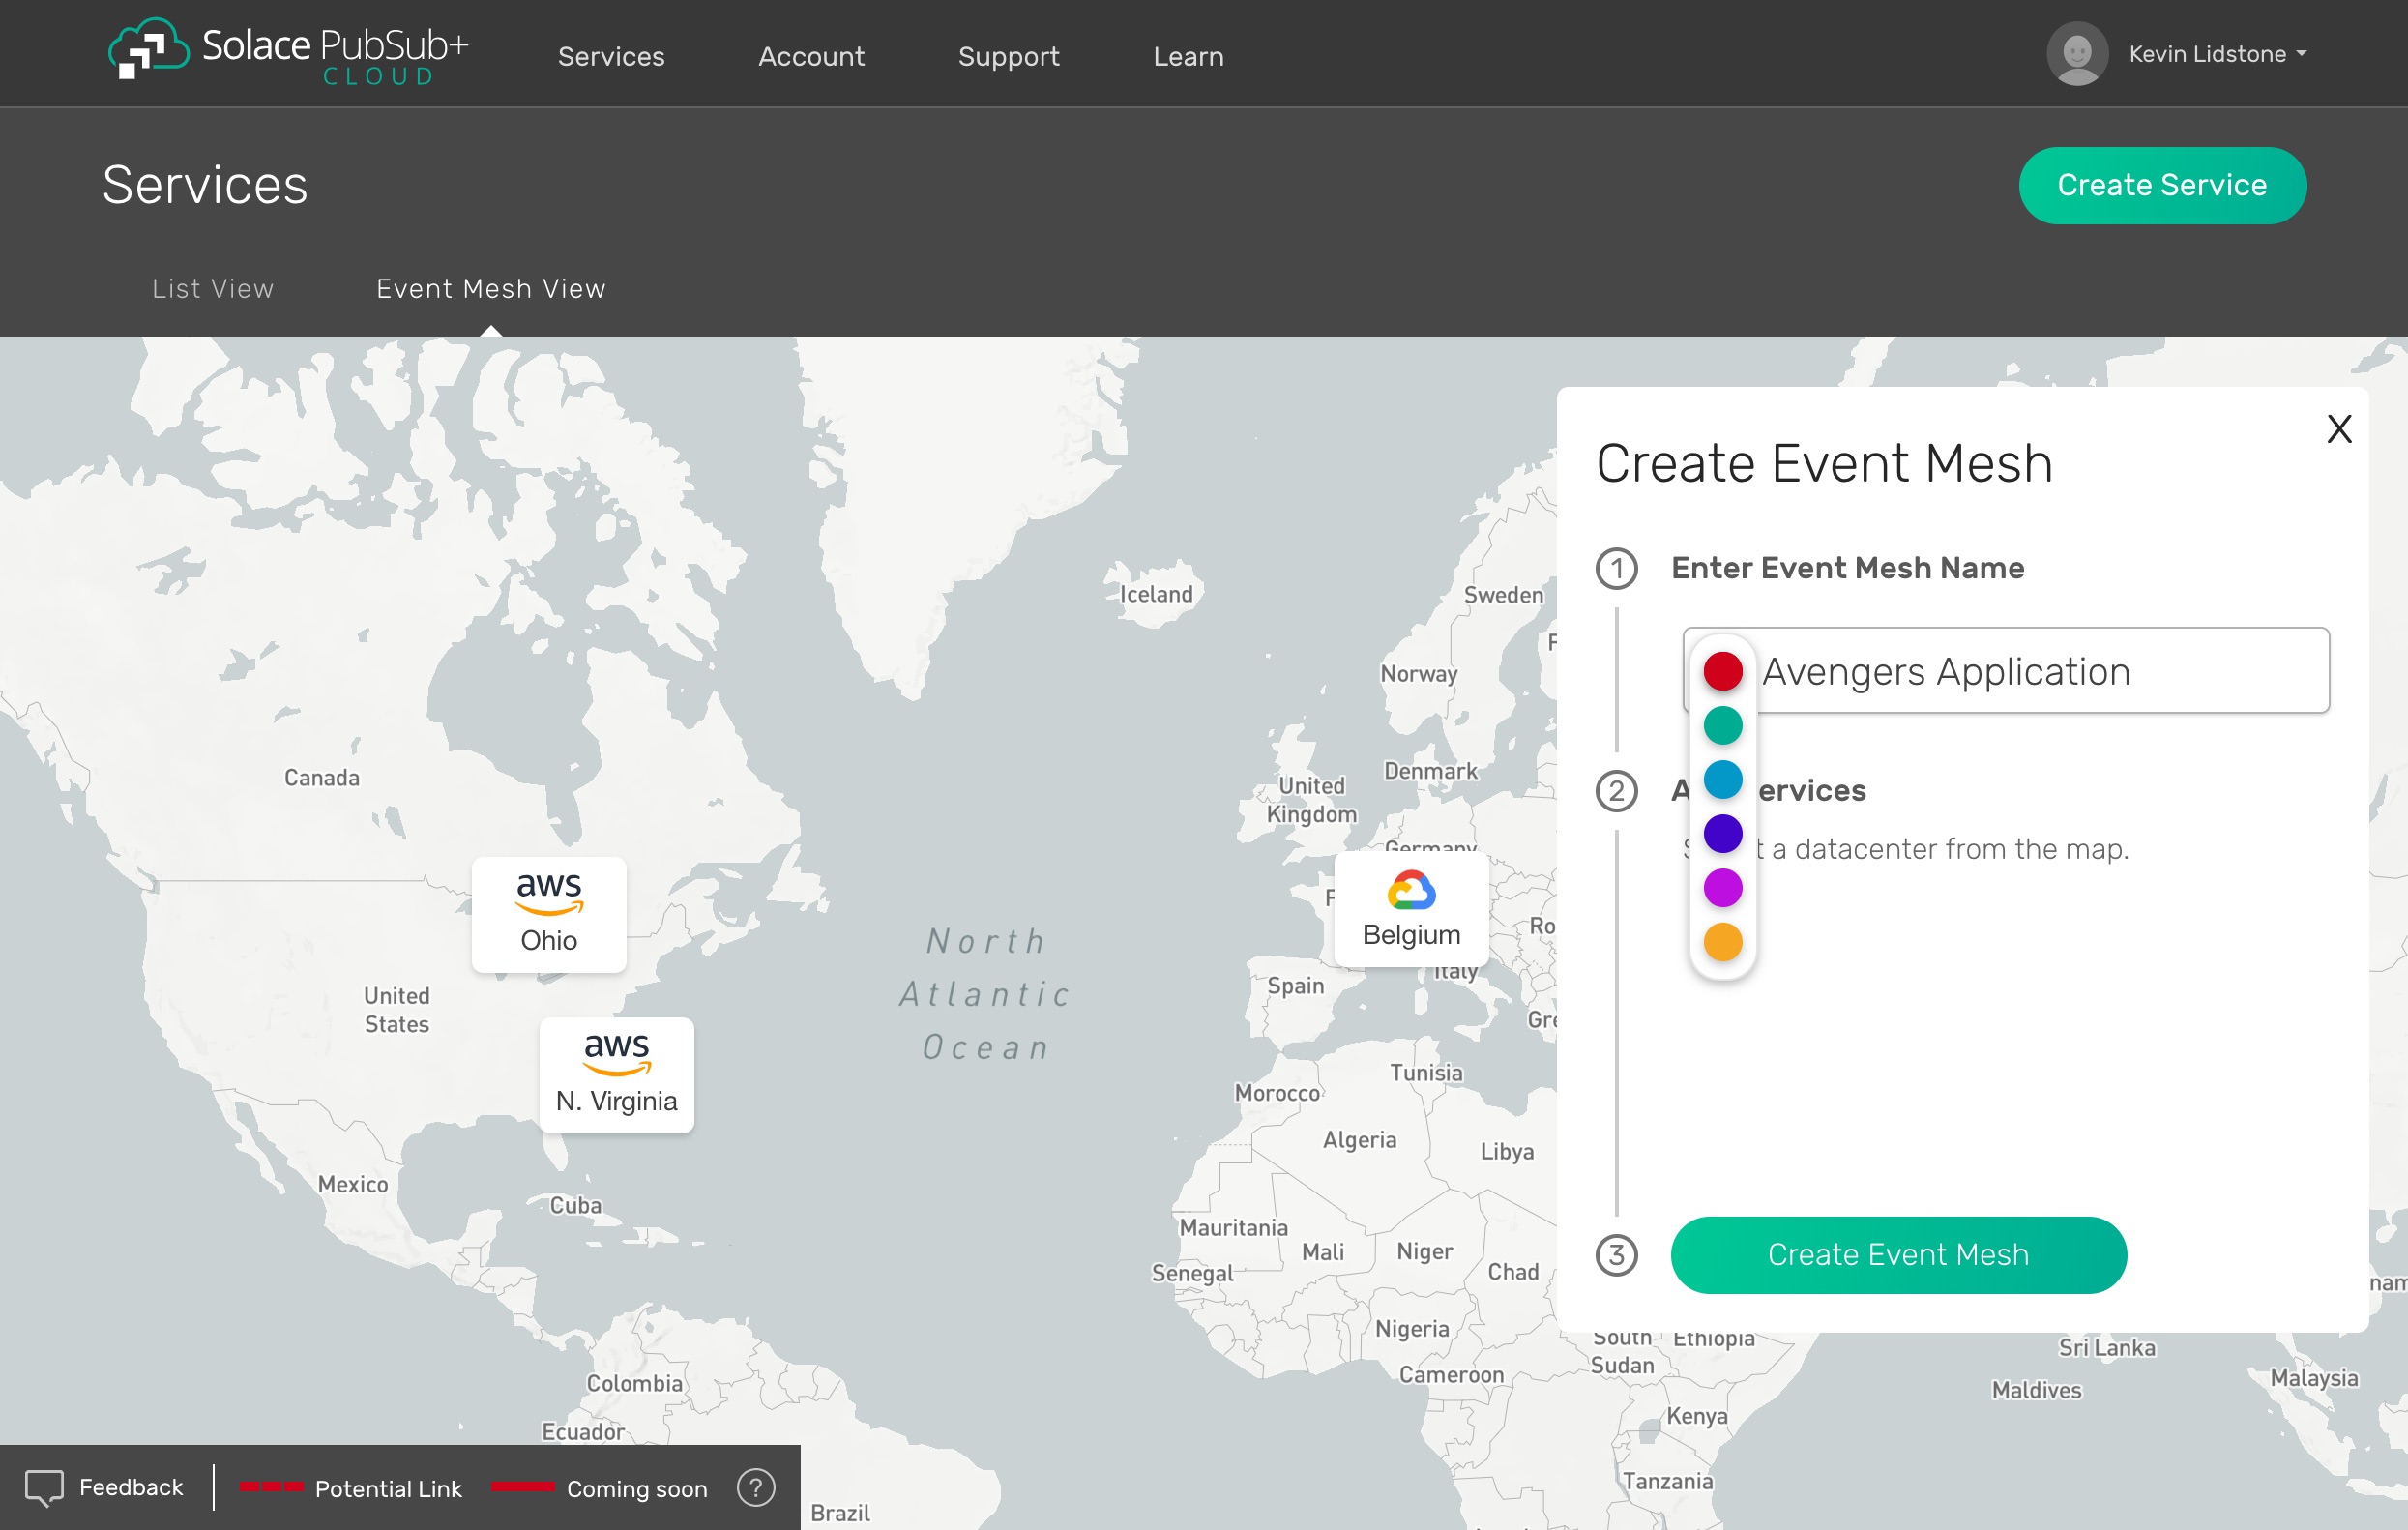 Solace PubSub+
CLOUD
Services
Account
Support
Learn
Kevin Lidstone
Services
Create Service
List View
Event Mesh View
X
Create Event Mesh
1
Enter Event Mesh Name
Avengers Application
2
ervices
a datacenter from the map.
3
Create Event Mesh
Iceland
Sweden
Norway
Canada
Denmark
United
Kingdom
Germany
aws
Ohio
Belgium
Ro
North
Atlantic
Ocean
Italy
Spain
United
States
Gre
aws
N. Virginia
Tunisia
Morocco
Algeria
Libya
Mexico
Cuba
Mauritania
Mali
Niger
Chad
Senegal
nam
Nigeria
South
Sudan
Ethiopia
Sri Lanka
Cameroon
Malaysia
Maldives
Colombia
Kenya
Ecuador
Tanzania
Brazil
Feedback
Potential Link
Coming soon
?